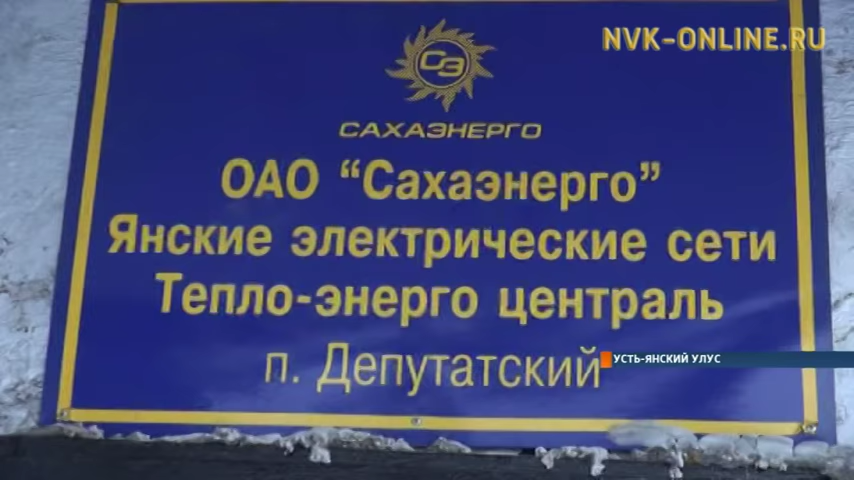 NVK-ONLINE.RU
СЭ
САХАЭНЕРГО
ОАО “Сахаэнерго”
Янские электрические сети
Тепло-энерго централь
п. Депутатский
УСТЬ-ЯНСКИЙ УЛУС